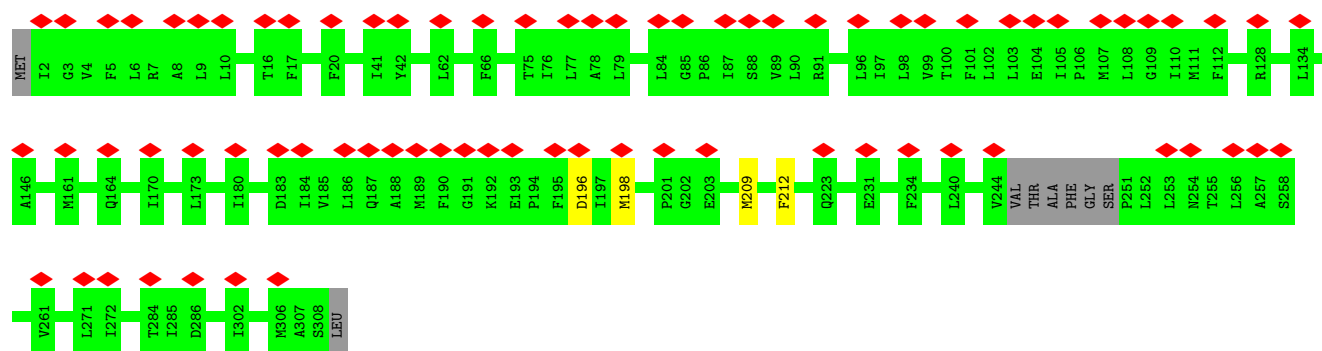 MET I2 G3 V4 F5 L6 R7 A8 L9 L10 T16 F17 F20 I41 Y42 L62 F66 T75 I76 L77 A78 L79 L84 G85 P86 I87 S88 V89 L90 R91 L96 I97 L98 V99 T100 F101 L102 L103 E104 I105 P106 M107 L108 G109 I110 M111 F112 R128 L134
A146 M161 Q164 I170 L173 I180 D183 I184 V185 L186 Q187 A188 M189 F190 G191 K192 E193 P194 F195 D196 I197 M198 P201 G202 E203 M209 F212 Q223 E231 F234 L240 V244 VAL THR ALA PHE GLY SER P251 L252 L253 N254 T255 L256 A257 S258
V261 L271 I272 T284 I285 D286 I302 M306 A307 S308 LEU